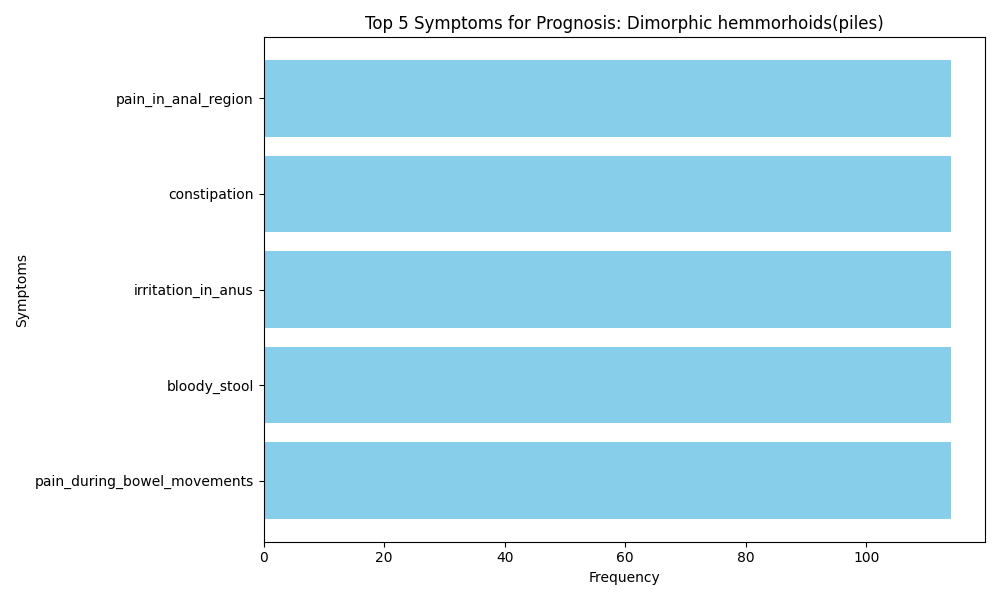 Top 5 Symptoms for Prognosis: Dimorphic hemmorhoids(piles)
Symptoms
pain_in_anal_region
constipation
irritation_in_anus
bloody_stool
pain_during_bowel_movements
0 20 40 60 80 100
Frequency